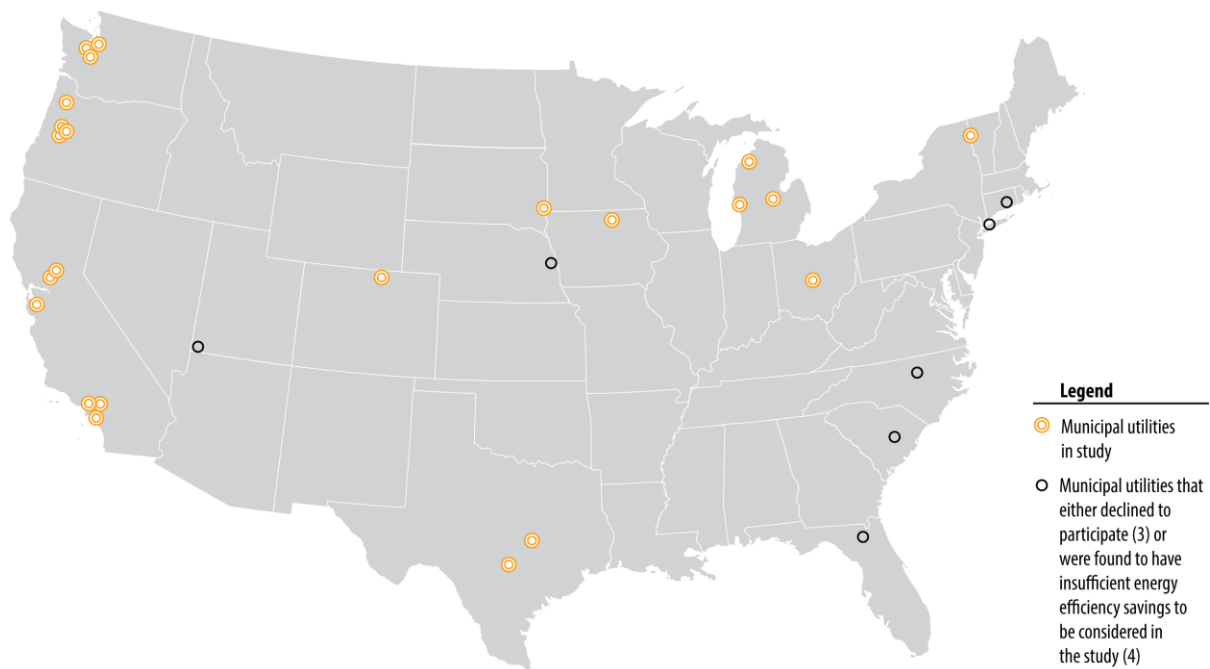 Legend
Municipal utilities
in study
Municipal utilities that
either declined to
participate (3) or
were found to have
insufficient energy
efficiency savings to
be considered in
the study (4)